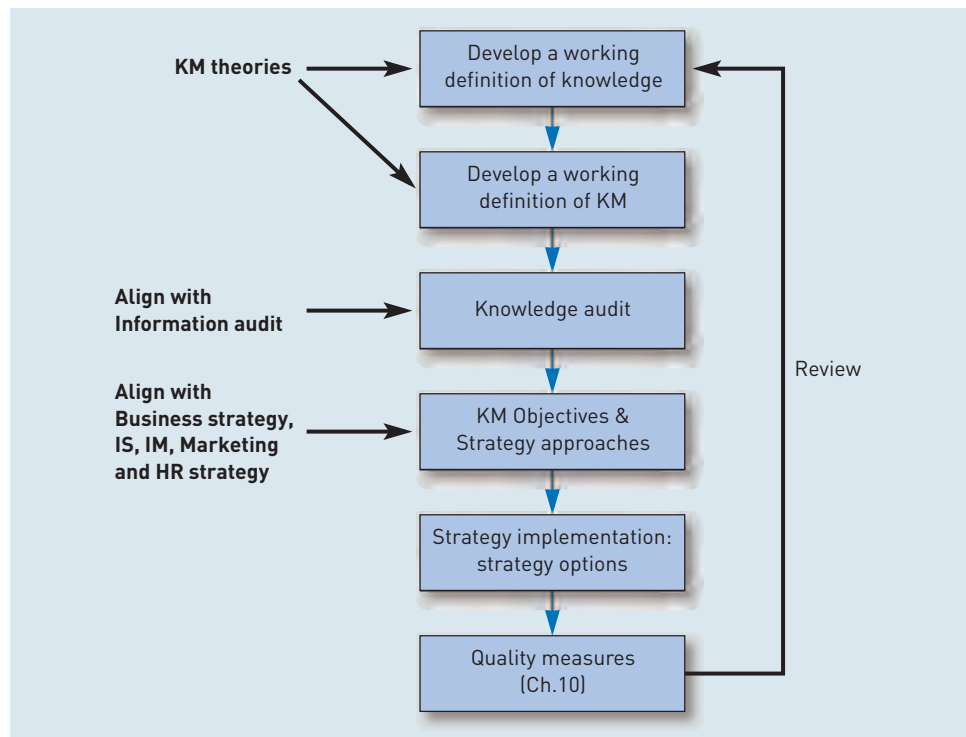 KM theories
Develop a working
definition of knowledge
Develop a working
definition of KM
Align with
Information audit
Knowledge audit
Review
Align with
Business strategy,
IS, IM, Marketing
and HR strategy
KM Objectives &
Strategy approaches
Strategy implementation:
strategy options
Quality measures
(Ch.10)